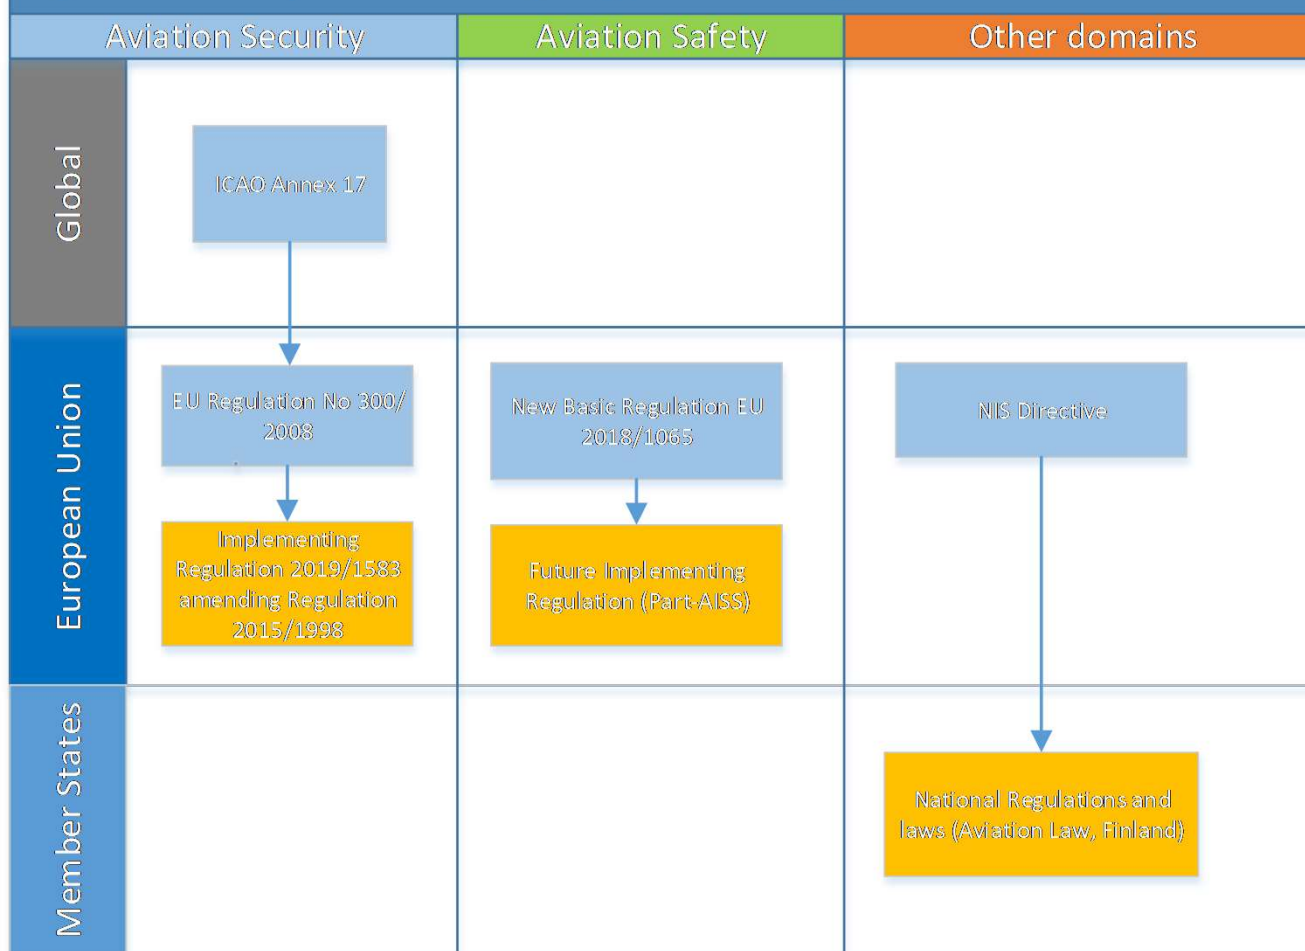 Aviation Security
Aviation Safety
Other domains
Global
ICAO Annex 17
European Union
EU Regulation No 300/
2008
New Basic Regulation EU
2018/1065
NIS Directive
Implementing
Regulation 2019/1583
amending Regulation
2015/1998
Future Implementing
Regulation (Part-AISS)
Member States
National Regulations and
laws (Aviation Law, Finland)